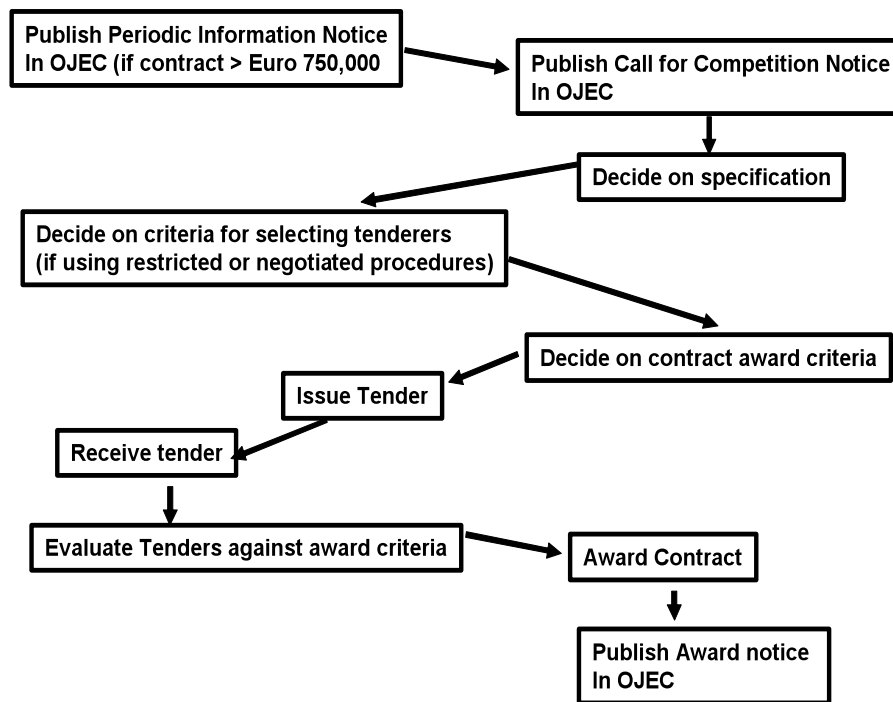 Publish Periodic Information Notice
In OJEC (if contract > Euro 750,000
Publish Call for Competition Notice
In OJEC
Decide on specification
Decide on criteria for selecting tenderers
(if using restricted or negotiated procedures)
Decide on contract award criteria
Issue Tender
Receive tender
Evaluate Tenders against award criteria
Award Contract
Publish Award notice
In OJEC